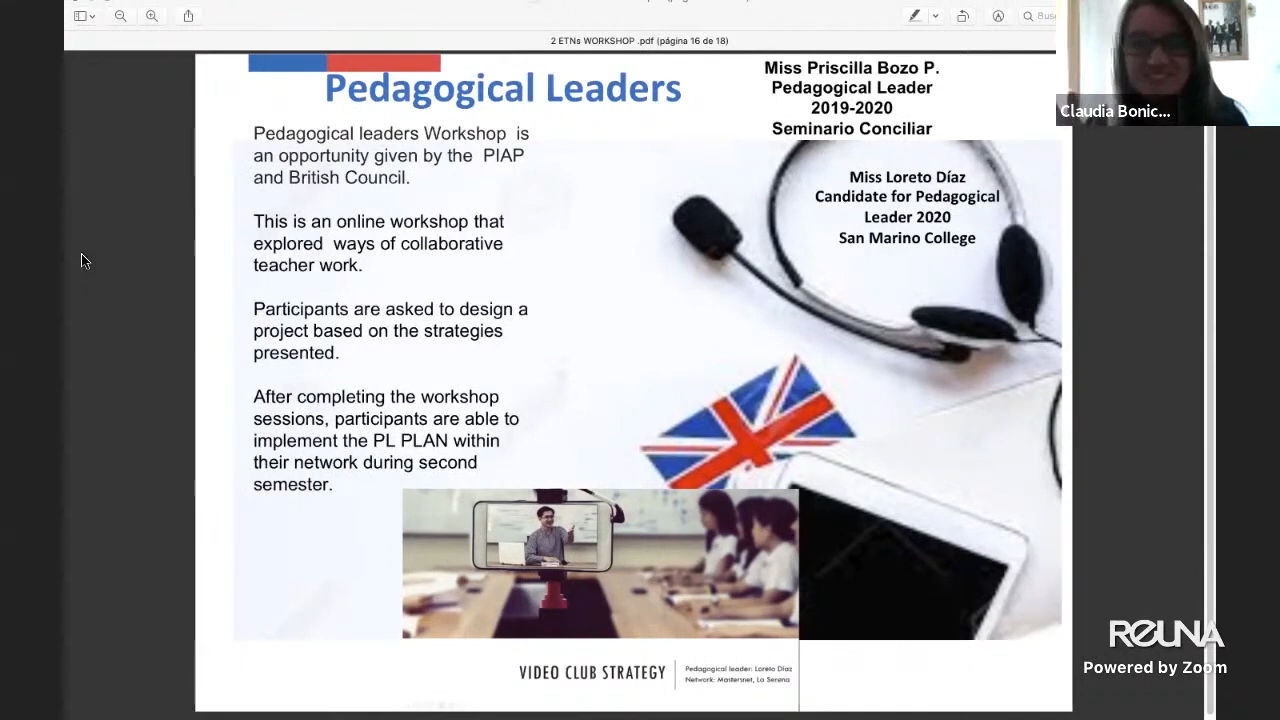 2 ETNs WORKSHOP .pdf (página 16 de 18)
Bus
Claudia Bonic...
Pedagogical Leaders
Miss Priscilla Bozo P.
Pedagogical Leader
2019-2020
Seminario Conciliar
Miss Loreto Díaz
Candidate for Pedagogical
Leader 2020
San Marino College
Pedagogical leaders Workshop is
an opportunity given by the PIAP
and British Council.
This is an online workshop that
explored ways of collaborative
teacher work.
Participants are asked to design a
project based on the strategies
presented.
After completing the workshop
sessions, participants are able to
implement the PL PLAN within
their network during second
semester.
VIDEO CLUB STRATEGY
Pedagogical leader: Loreto Díaz
Network: Mastersnet, La Serena
REUNA
Powered by Zoom